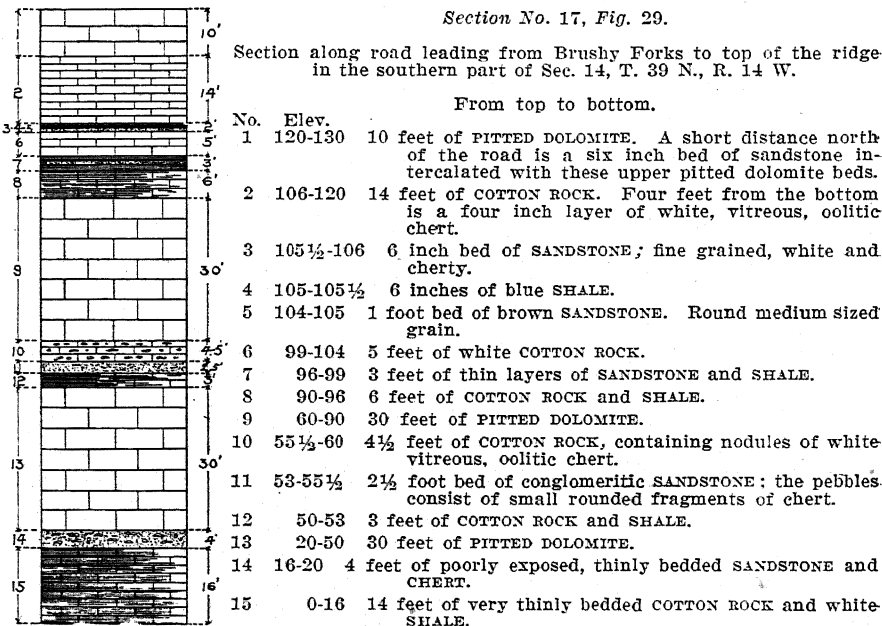 Section No. 17, Fig. 29.
Section along road leading from Brushy Forks to top of the ridge
in the southern part of Sec. 14, T. 39 N., R. 14 W.
From top to bottom.
No. Elev.
1 120-130 10 feet of PITTED DOLOMITE. A short distance north
of the road is a six inch bed of sandstone in-
tercalated with these upper pitted dolomite beds.
2 106-120 14 feet of COTTON ROCK. Four feet from the bottom
is a four inch layer of white, vitreous, oolitic
chert.
3 105½-106 6 inch bed of SANDSTONE; fine grained, white and
cherty.
4 105-105½ 6 inches of blue SHALE.
5 104-105 1 foot bed of brown SANDSTONE. Round medium sized
grain.
6 99-104 5 feet of white COTTON ROCK.
7 96-99 3 feet of thin layers of SANDSTONE and SHALE.
8 90-96 6 feet of COTTON ROCK and SHALE.
9 60-90 30 feet of PITTED DOLOMITE.
10 55½-60 4½ feet of COTTON ROCK, containing nodules of white
vitreous, oolitic chert.
11 53-55½ 2½ foot bed of conglomeritic SANDSTONE: the pebbles
consist of small rounded fragments of chert.
12 50-53 3 feet of COTTON ROCK and SHALE.
13 20-50 30 feet of PITTED DOLOMITE.
14 16-20 4 feet of poorly exposed, thinly bedded SANDSTONE and
CHERT.
15 0-16 14 feet of very thinly bedded COTTON ROCK and white
SHALE.
10'
2 14'
3-4-5 2'
6 5'
7 3'
8 6'
9 30'
10
12
13 30'
14 4'
15 16'